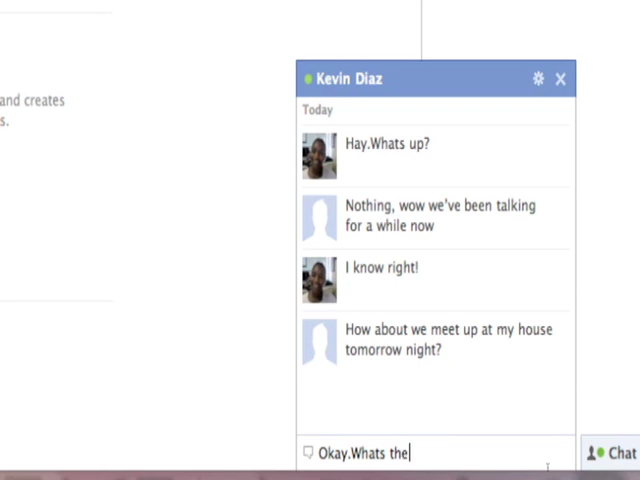 and creates
s.
Kevin Diaz
Today
Hay.Whats up?
Nothing, wow we've been talking
for a while now
I know right!
How about we meet up at my house
tomorrow night?
Okay.Whats the
Chat